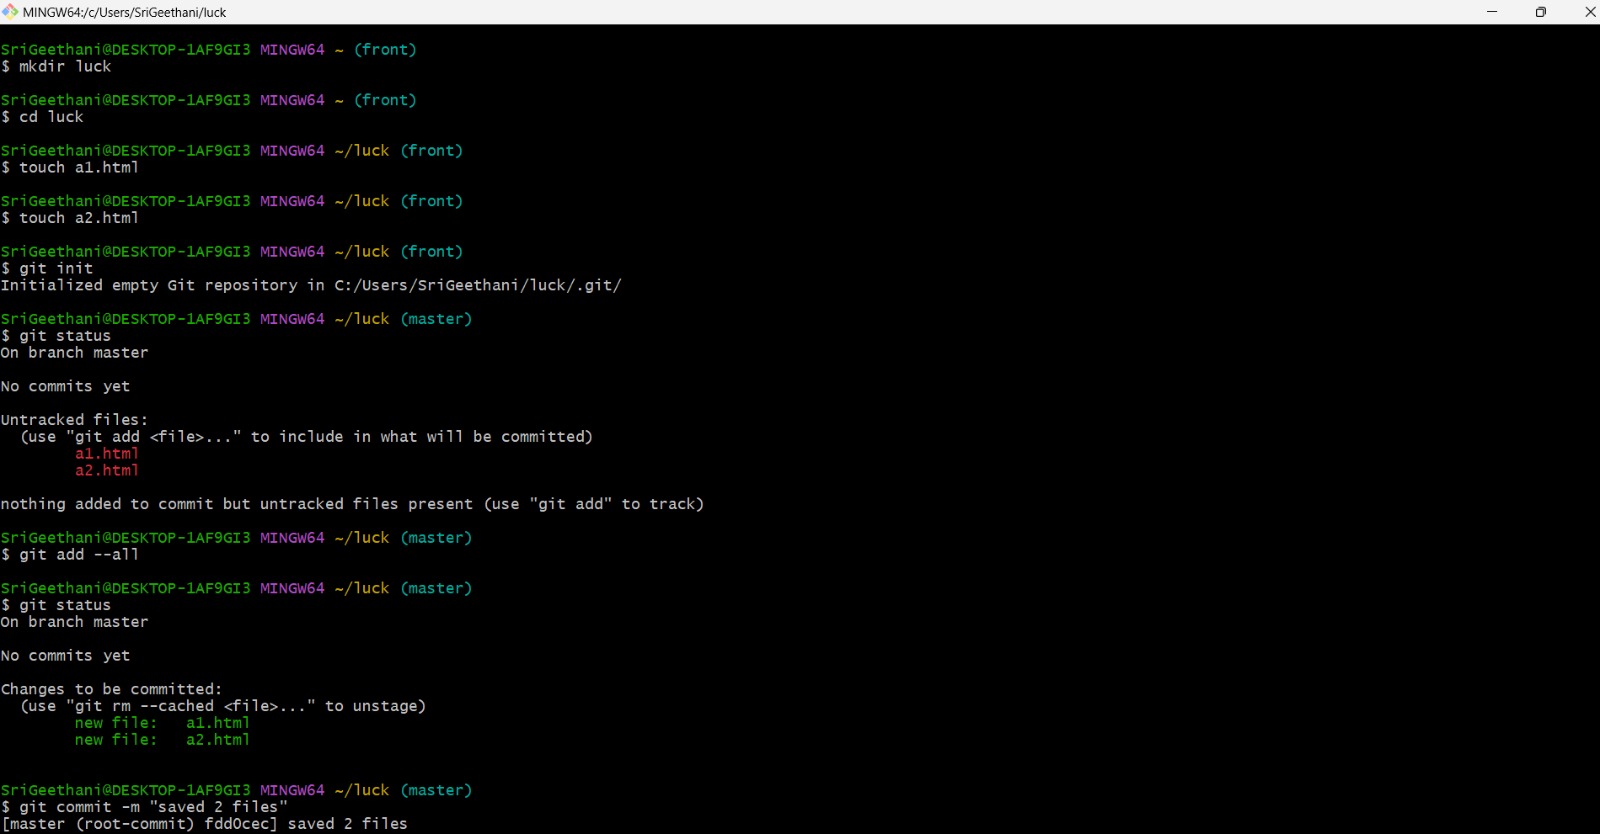 MINGW64:/c/Users/SriGeethani/luck
SriGeethani@DESKTOP-1AF9GI3 MINGW64 ~ (front)
$ mkdir luck
SriGeethani@DESKTOP-1AF9GI3 MINGW64 ~ (front)
$ cd luck
SriGeethani@DESKTOP-1AF9GI3 MINGW64 ~/luck (front)
$ touch a1.html
SriGeethani@DESKTOP-1AF9GI3 MINGW64 ~/luck (front)
$ touch a2.html
SriGeethani@DESKTOP-1AF9GI3 MINGW64 ~/luck (front)
$ git init
Initialized empty Git repository in C:/Users/SriGeethani/luck/.git/
SriGeethani@DESKTOP-1AF9GI3 MINGW64 ~/luck (master)
$ git status
On branch master
No commits yet
Untracked files:
  (use "git add <file>..." to include in what will be committed)
        a1.html
        a2.html
nothing added to commit but untracked files present (use "git add" to track)
SriGeethani@DESKTOP-1AF9GI3 MINGW64 ~/luck (master)
$ git add --all
SriGeethani@DESKTOP-1AF9GI3 MINGW64 ~/luck (master)
$ git status
On branch master
No commits yet
Changes to be committed:
  (use "git rm --cached <file>..." to unstage)
        new file:   a1.html
        new file:   a2.html
SriGeethani@DESKTOP-1AF9GI3 MINGW64 ~/luck (master)
$ git commit -m "saved 2 files"
[master (root-commit) fdd0cec] saved 2 files